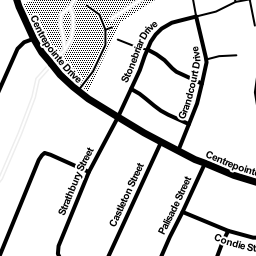 Centrepointe Drive
Stonebriar Drive
Grandcourt Drive
Centrepointe
Strathbury Street
Castleton Street
Palisade Street
Condie St